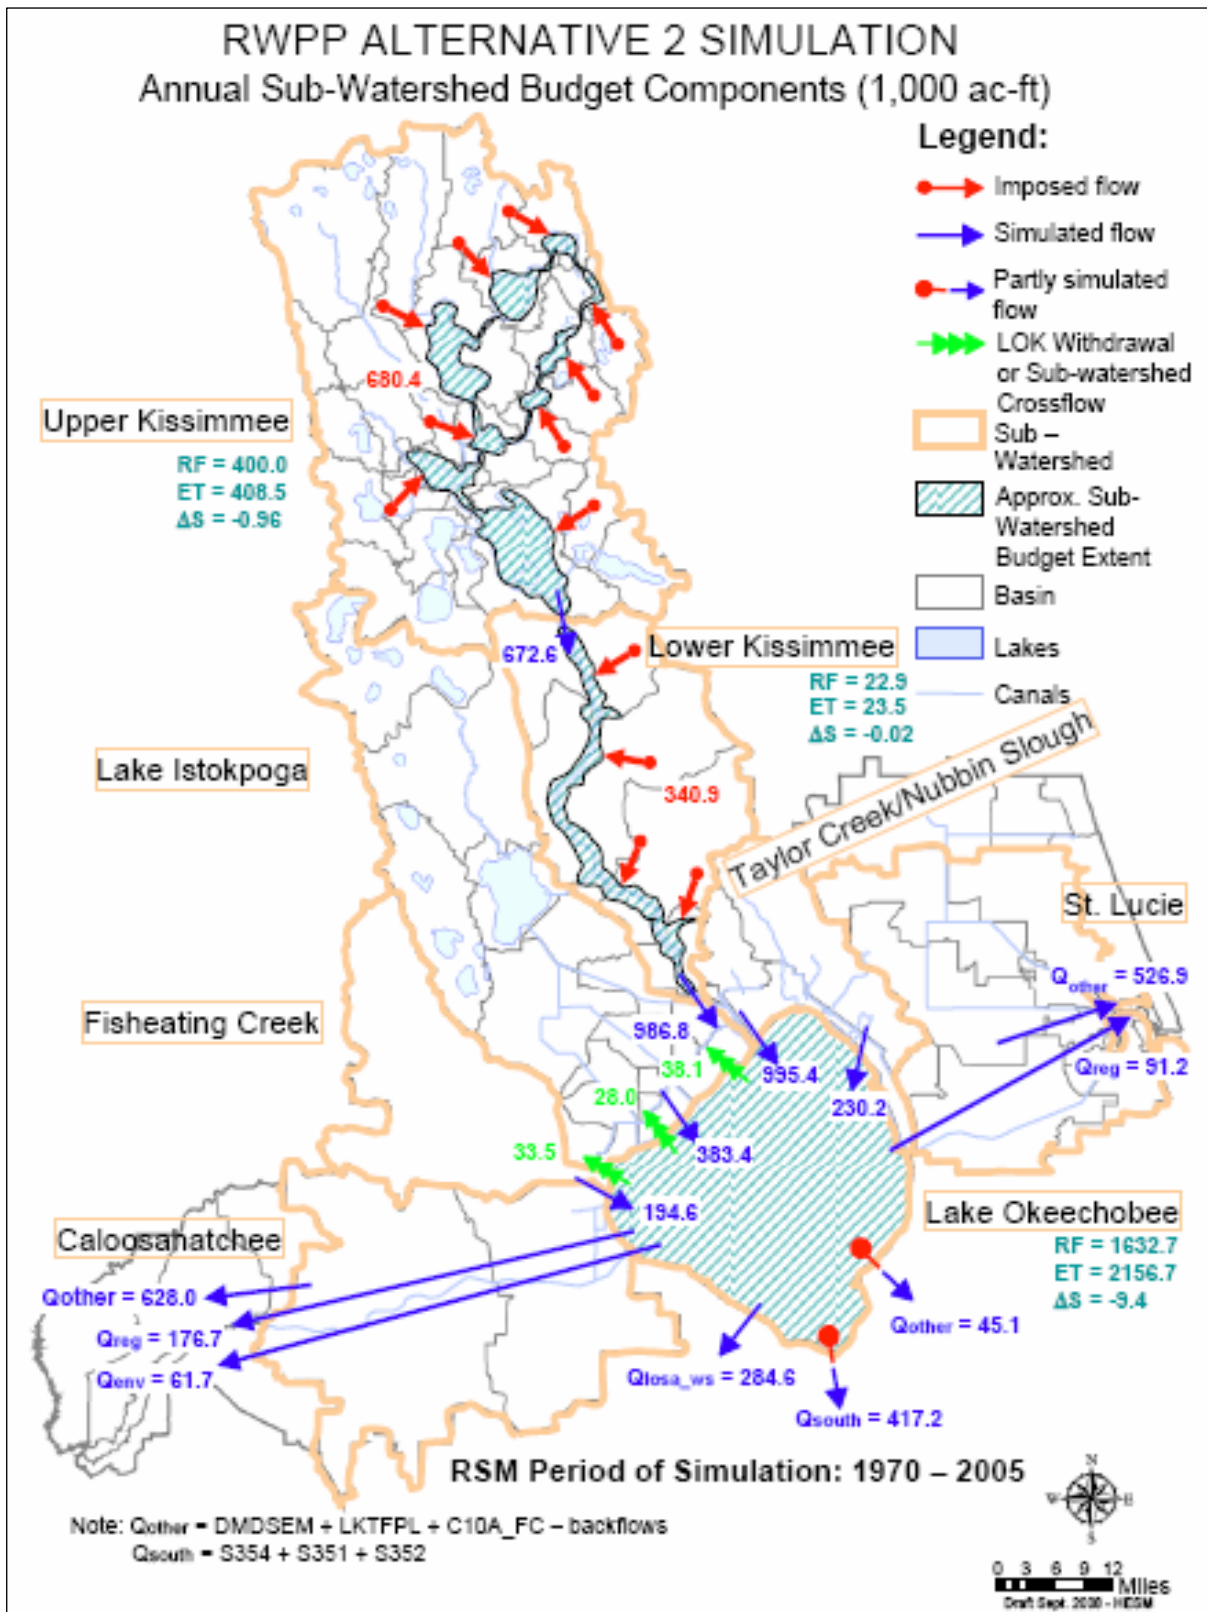 RWPP ALTERNATIVE 2 SIMULATION
Annual Sub-Watershed Budget Components (1,000 ac-ft)
Legend:
Imposed flow
Simulated flow
Partly simulated
flow
LOK Withdrawal
or Sub-watershed
Crossflow
Sub –
Watershed
Approx. Sub-
Watershed
Budget Extent
Basin
Lakes
Canals
680.4
Upper Kissimmee
RF = 400.0
ET = 408.5
ΔS = -0.96
672.6
Lower Kissimmee
RF = 22.9
ET = 23.5
ΔS = -0.02
Lake Istokpoga
340.9
Taylor Creek/Nubbin Slough
St. Lucie
Qother = 526.9
Qreg = 91.2
Fisheating Creek
986.8
38.1
995.4
28.0
230.2
383.4
33.5
194.6
Lake Okeechobee
RF = 1632.7
ET = 2156.7
ΔS = -9.4
Caloosahatchee
Qother = 628.0
Qreg = 176.7
Qenv = 61.7
Qother = 45.1
Qlosa_ws = 284.6
Qsouth = 417.2
RSM Period of Simulation: 1970 – 2005
N
W E
S
Note: Qother = DMDSEM + LKTFPL + C10A_FC – backflows
Qsouth = S354 + S351 + S352
0 3 6 9 12
Miles
Draft Sept. 2008 - HESM